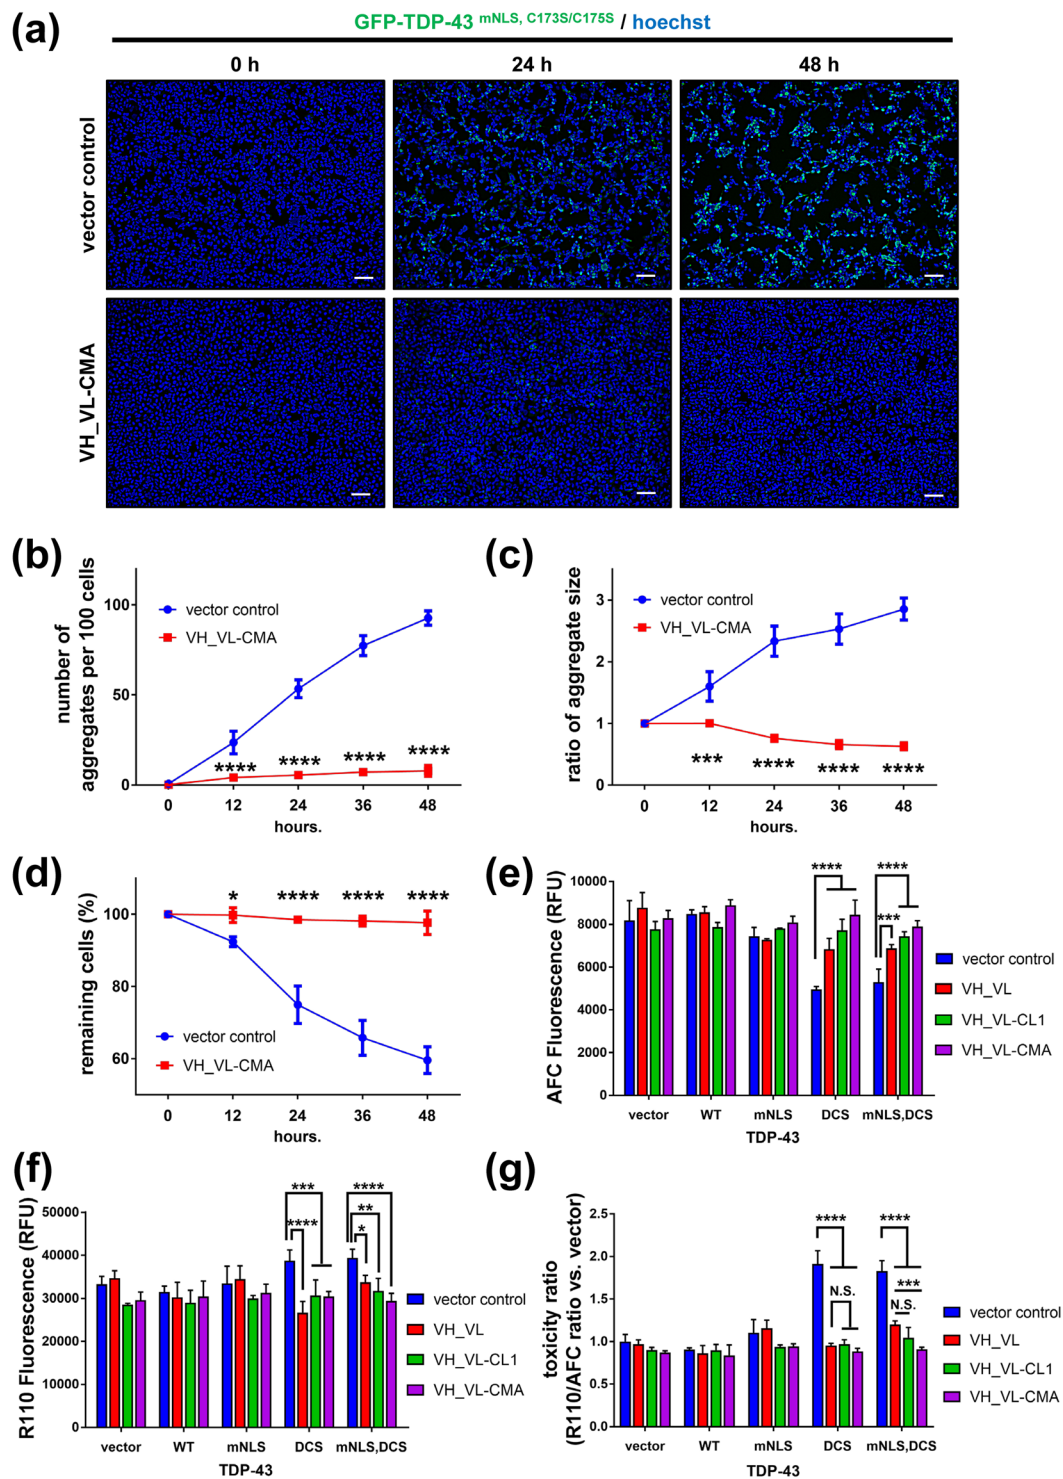 (a)
GFP-TDP-43 mNLS, C173S/C175S / hoechst
0 h 24 h 48 h
vector control
VH_VL-CMA
(b)
number of
aggregates per 100 cells
100
50
0
vector control
VH_VL-CMA
**** **** **** ****
0 12 24 36 48
hours.
(c)
ratio of aggregate size
3
2
1
0
vector control
VH_VL-CMA
*** **** **** ****
0 12 24 36 48
hours.
(d)
remaining cells (%)
100
80
60
* **** **** ****
vector control
VH_VL-CMA
0 12 24 36 48
hours.
(e)
AFC Fluorescence (RFU)
10000
8000
6000
4000
2000
0
**** ****
***
vector control
VH_VL
VH_VL-CL1
VH_VL-CMA
vector WT mNLS DCS mNLS,DCS
TDP-43
(f)
R110 Fluorescence (RFU)
50000
40000
30000
20000
10000
0
*** ****
**** **
*
vector control
VH_VL
VH_VL-CL1
VH_VL-CMA
vector WT mNLS DCS mNLS,DCS
TDP-43
(g)
toxicity ratio
(R110/AFC ratio vs. vector)
2.5
2.0
1.5
1.0
0.5
0.0
**** ****
N.S. ***
N.S.
vector control
VH_VL
VH_VL-CL1
VH_VL-CMA
vector WT mNLS DCS mNLS,DCS
TDP-43